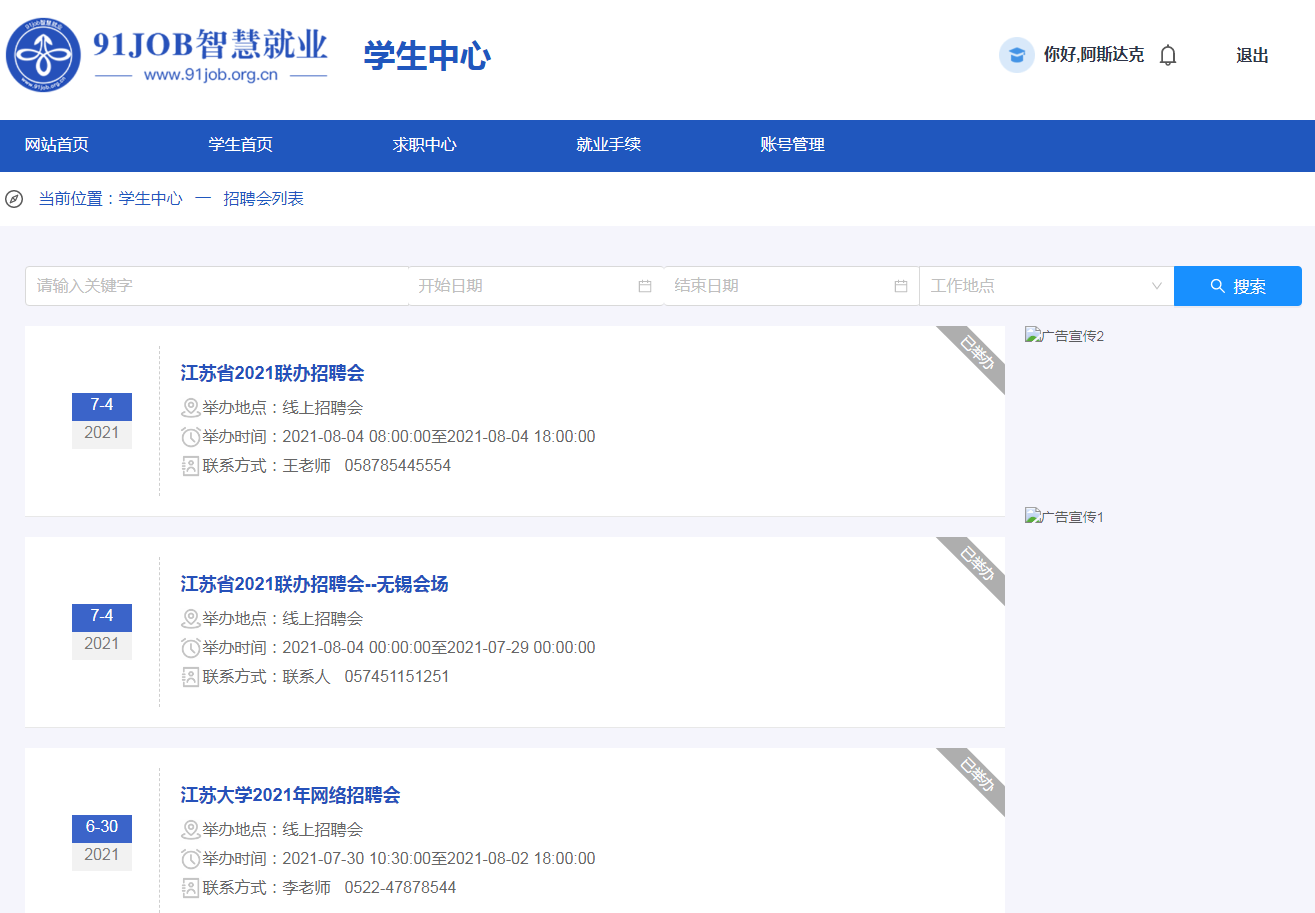 91JOB智慧就业
www.91job.org.cn
学生中心
你好,阿斯达克
退出
网站首页 学生首页 求职中心 就业手续 账号管理
当前位置：学生中心 一 招聘会列表
请输入关键字 开始日期 结束日期 工作地点 搜索
已举办
江苏省2021联办招聘会
7-4
2021
举办地点：线上招聘会
举办时间：2021-08-04 08:00:00至2021-08-04 18:00:00
联系方式：王老师 058785445554
广告宣传2
广告宣传1
已举办
江苏省2021联办招聘会--无锡会场
7-4
2021
举办地点：线上招聘会
举办时间：2021-08-04 00:00:00至2021-07-29 00:00:00
联系方式：联系人 057451151251
已举办
江苏大学2021年网络招聘会
6-30
2021
举办地点：线上招聘会
举办时间：2021-07-30 10:30:00至2021-08-02 18:00:00
联系方式：李老师 0522-47878544